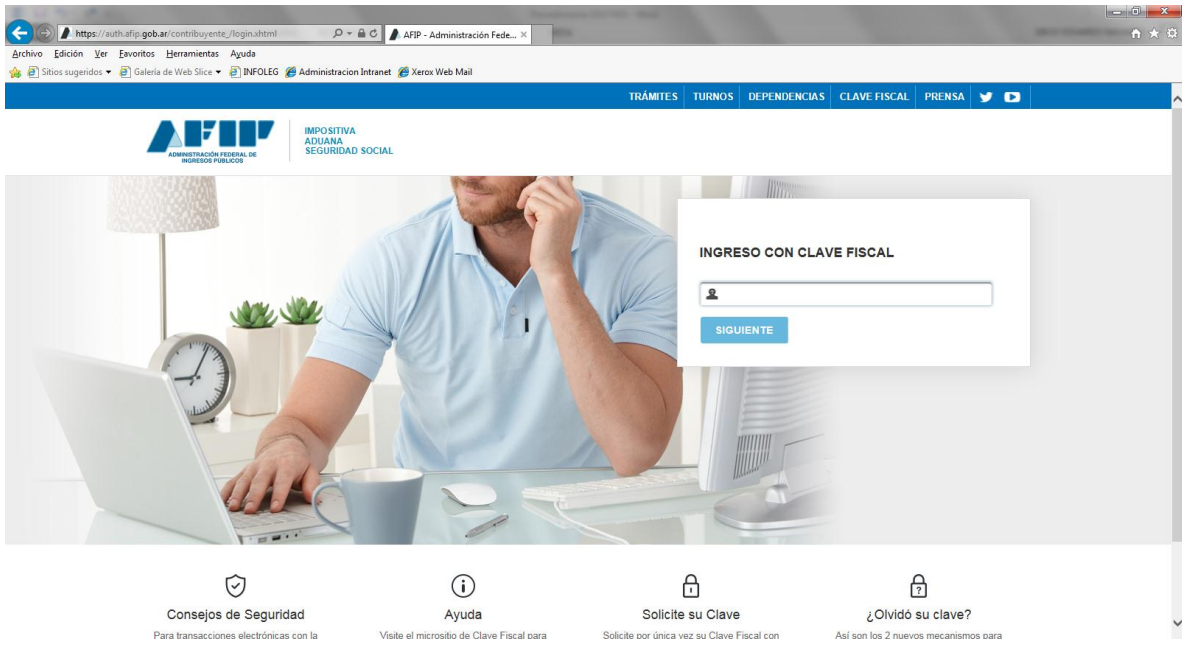 https://auth.afip.gob.ar/contribuyente_/login.xhtml
AFIP - Administración Fede...
Archivo Edición Ver Favoritos Herramientas Ayuda
Sitios sugeridos Galería de Web Slice INFOLEG Administracion Intranet Xerox Web Mail
TRÁMITES TURNOS DEPENDENCIAS CLAVE FISCAL PRENSA
AFIP
ADMINISTRACIÓN FEDERAL DE
INGRESOS PÚBLICOS
IMPOSITIVA
ADUANA
SEGURIDAD SOCIAL
INGRESO CON CLAVE FISCAL
SIGUIENTE
Consejos de Seguridad
Para transacciones electrónicas con la
Ayuda
Visite el micrositio de Clave Fiscal para
Solicite su Clave
Solicite por única vez su Clave Fiscal con
¿Olvidó su clave?
Así son los 2 nuevos mecanismos para